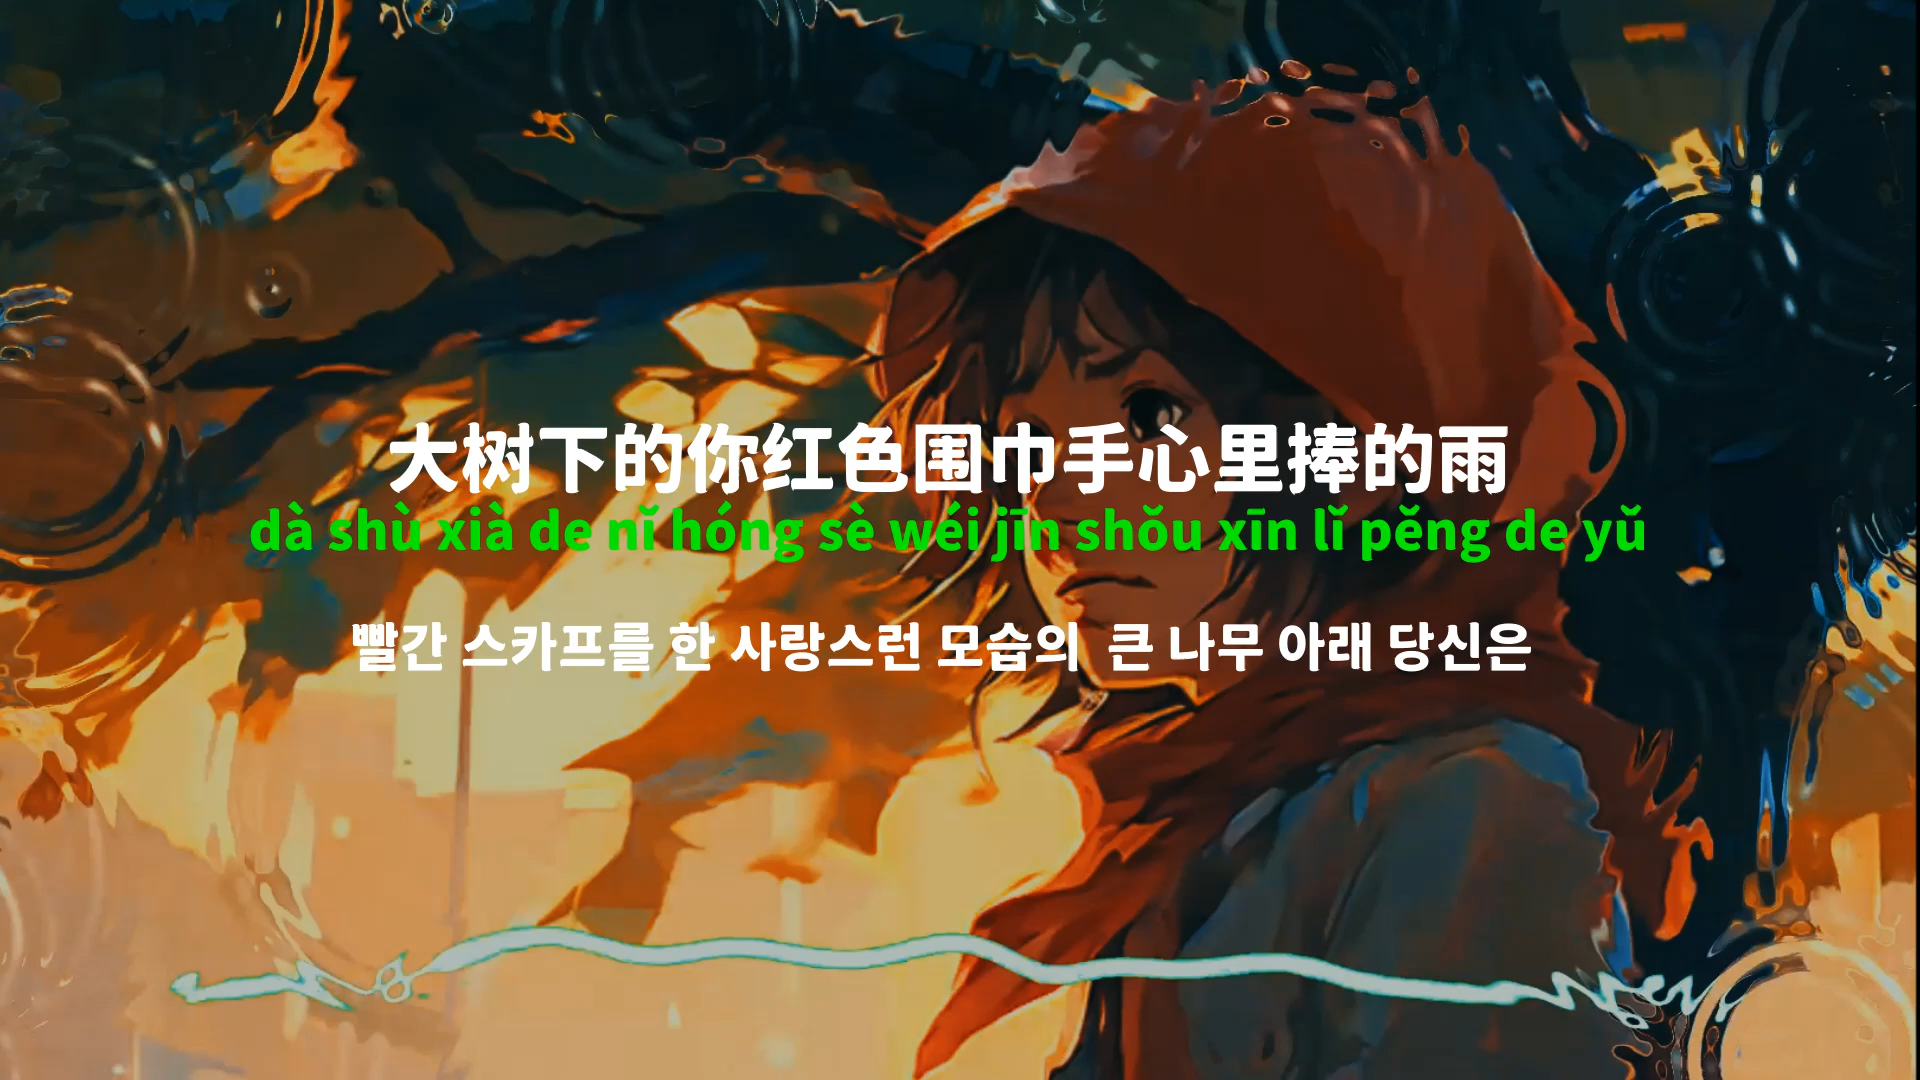 大树下的你红色围巾手心里捧的雨
dà shù xià de nǐ hóng sè wéi jīn shǒu xīn lǐ pěng de yǔ
빨간 스카프를 한 사랑스런 모습의 큰 나무 아래 당신은